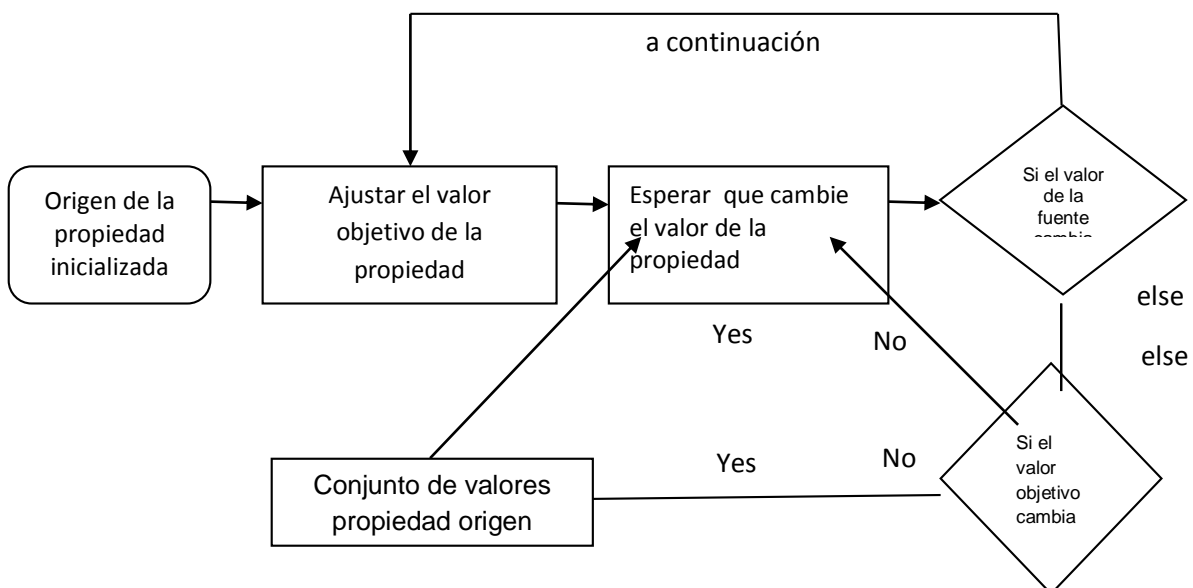 a continuación
Origen de la
propiedad
inicializada
Ajustar el valor
objetivo de la
propiedad
Esperar que cambie
el valor de la
propiedad
Si el valor
de la
fuente
cambia
else
Yes
No
else
Conjunto de valores
propiedad origen
Yes
No
Si el
valor
objetivo
cambia